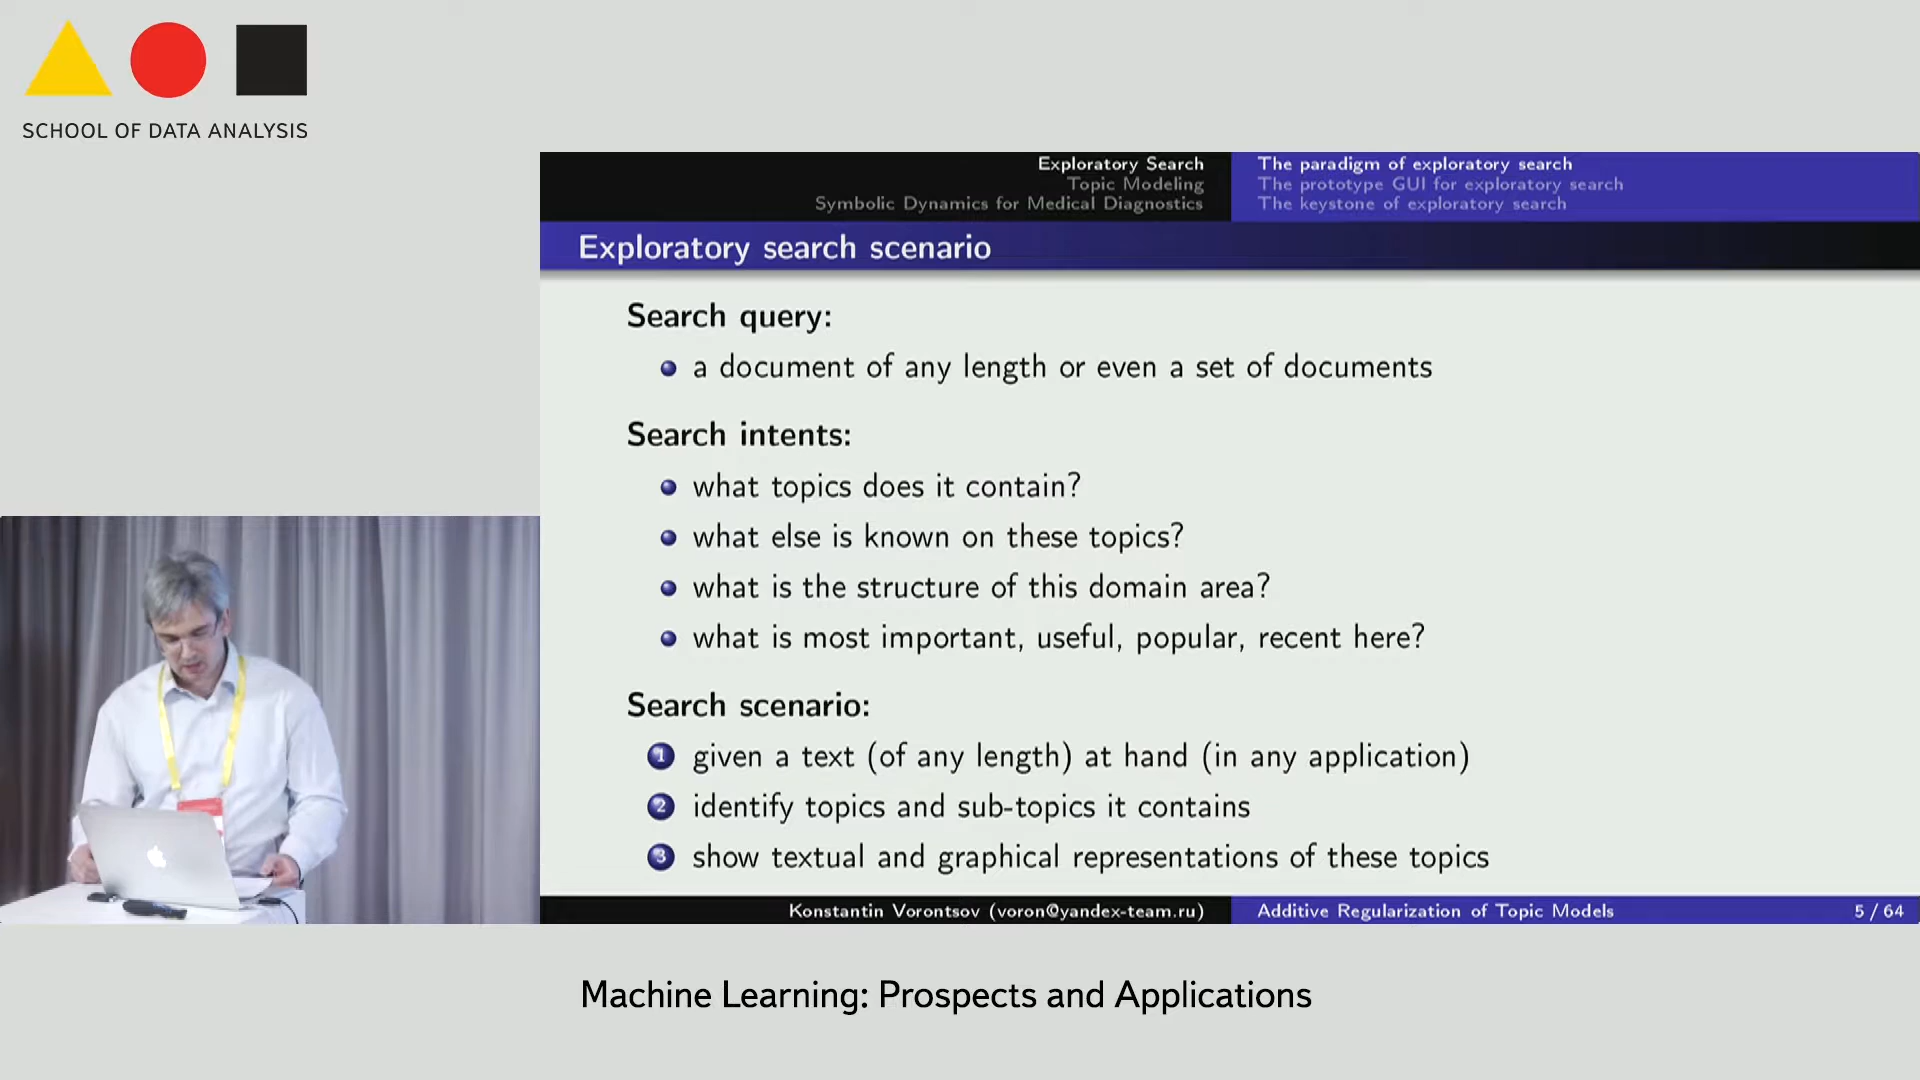 SCHOOL OF DATA ANALYSIS
Exploratory Search
Topic Modeling
Symbolic Dynamics for Medical Diagnostics
The paradigm of exploratory search
The prototype GUI for exploratory search
The keystone of exploratory search
Exploratory search scenario
Search query:
a document of any length or even a set of documents
Search intents:
what topics does it contain?
what else is known on these topics?
what is the structure of this domain area?
what is most important, useful, popular, recent here?
Search scenario:
1 given a text (of any length) at hand (in any application)
2 identify topics and sub-topics it contains
3 show textual and graphical representations of these topics
Konstantin Vorontsov (voron@yandex-team.ru)
Additive Regularization of Topic Models
5 / 64
Machine Learning: Prospects and Applications